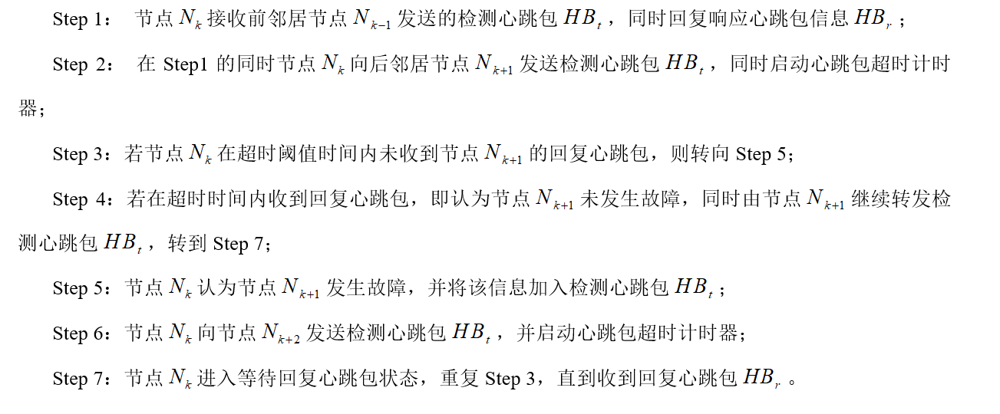 Step 1： 节点 N_k 接收前邻居节点 N_{k-1} 发送的检测心跳包 HB_t，同时回复响应心跳包信息 HB_r；
Step 2： 在 Step1 的同时节点 N_k 向后邻居节点 N_{k+1} 发送检测心跳包 HB_t，同时启动心跳包超时计时
器；
Step 3：若节点 N_k 在超时阈值时间内未收到节点 N_{k+1} 的回复心跳包，则转向 Step 5；
Step 4：若在超时时间内收到回复心跳包，即认为节点 N_{k+1} 未发生故障，同时由节点 N_{k+1} 继续转发检
测心跳包 HB_t，转到 Step 7；
Step 5：节点 N_k 认为节点 N_{k+1} 发生故障，并将该信息加入检测心跳包 HB_t；
Step 6：节点 N_k 向节点 N_{k+2} 发送检测心跳包 HB_t，并启动心跳包超时计时器；
Step 7：节点 N_k 进入等待回复心跳包状态，重复 Step 3，直到收到回复心跳包 HB_r。